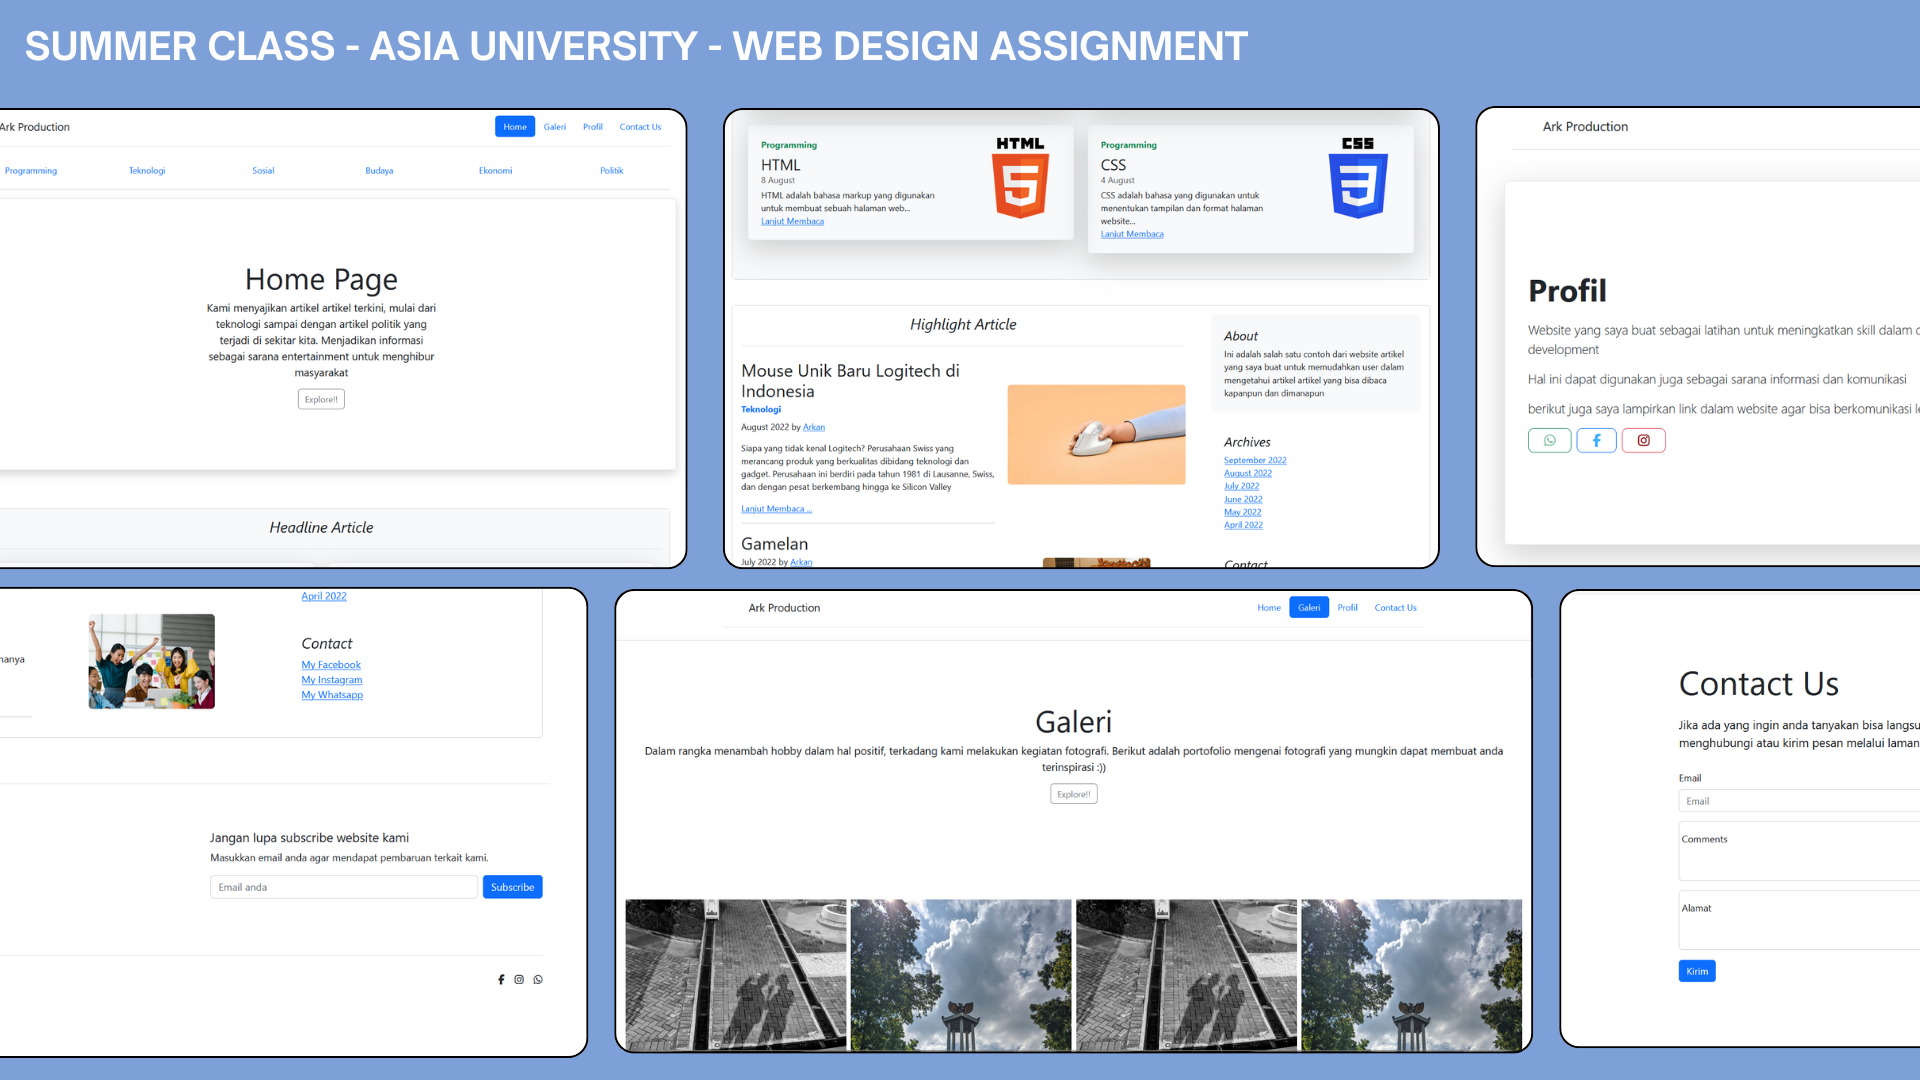 SUMMER CLASS - ASIA UNIVERSITY - WEB DESIGN ASSIGNMENT
Ark Production
Home
Galeri
Profil
Contact Us
Programming
Teknologi
Sosial
Budaya
Ekonomi
Politik
Home Page
Kami menyajikan artikel artikel terkini, mulai dari
teknologi sampai dengan artikel politik yang
terjadi di sekitar kita. Menjadikan informasi
sebagai sarana entertainment untuk menghibur
masyarakat
Explore!!
Headline Article
Programming
HTML
8 August
HTML adalah bahasa markup yang digunakan
untuk membuat sebuah halaman web...
Lanjut Membaca
HTML
5
Programming
CSS
4 August
CSS adalah bahasa yang digunakan untuk
menentukan tampilan dan format halaman
website...
Lanjut Membaca
CSS
3
Highlight Article
Mouse Unik Baru Logitech di
Indonesia
Teknologi
August 2022 by Arkan
Siapa yang tidak kenal Logitech? Perusahaan Swiss yang
merancang produk yang berkualitas dibidang teknologi dan
gadget. Perusahaan ini berdiri pada tahun 1981 di Lausanne, Swiss,
dan dengan pesat berkembang hingga ke Silicon Valley
Lanjut Membaca ...
Gamelan
July 2022 by Arkan
About
Ini adalah salah satu contoh dari website artikel
yang saya buat untuk memudahkan user dalam
mengetahui artikel artikel yang bisa dibaca
kapanpun dan dimanapun
Archives
September 2022
August 2022
July 2022
June 2022
May 2022
April 2022
Contact
Ark Production
Profil
Website yang saya buat sebagai latihan untuk meningkatkan skill dalam
development
Hal ini dapat digunakan juga sebagai sarana informasi dan komunikasi
berikut juga saya lampirkan link dalam website agar bisa berkomunikasi
April 2022
Contact
My Facebook
My Instagram
My Whatsapp
Jangan lupa subscribe website kami
Masukkan email anda agar mendapat pembaruan terkait kami.
Email anda
Subscribe
Ark Production
Home
Galeri
Profil
Contact Us
Galeri
Dalam rangka menambah hobby dalam hal positif, terkadang kami melakukan kegiatan fotografi. Berikut adalah portofolio mengenai fotografi yang mungkin dapat membuat anda
terinspirasi :))
Explore!!
Contact Us
Jika ada yang ingin anda tanyakan bisa
menghubungi atau kirim pesan melalui laman
Email
Email
Comments
Alamat
Kirim